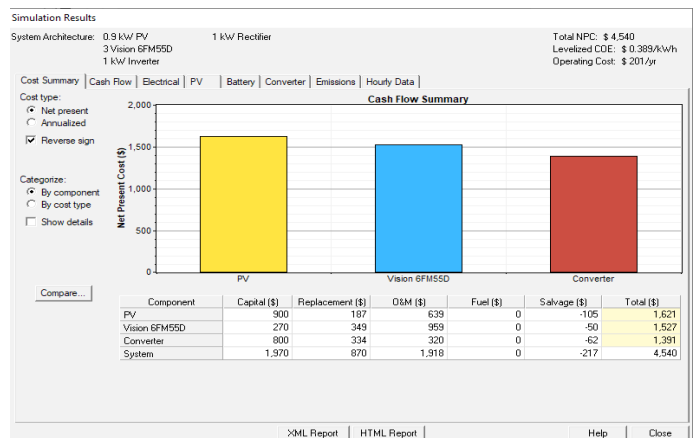 Simulation Results
System Architecture: 0.9 kW PV 1 kW Rectifier Total NPC: $ 4,540
3 Vision 6FM55D Levelized COE: $ 0.389/kWh
1 kW Inverter Operating Cost: $ 201/yr
Cost Summary Cash Flow Electrical PV Battery Converter Emissions Hourly Data
Cost type:
Net present
Annualized
Reverse sign
Categorize:
By component
By cost type
Show details
Compare...
Cash Flow Summary
Net Present Cost ($)
2,000
1,500
1,000
500
0
PV Vision 6FM55D Converter
Component Capital ($) Replacement ($) O&M ($) Fuel ($) Salvage ($) Total ($)
PV 900 187 639 0 -105 1,621
Vision 6FM55D 270 349 959 0 -50 1,527
Converter 800 334 320 0 -62 1,391
System 1,970 870 1,918 0 -217 4,540
XML Report HTML Report Help Close